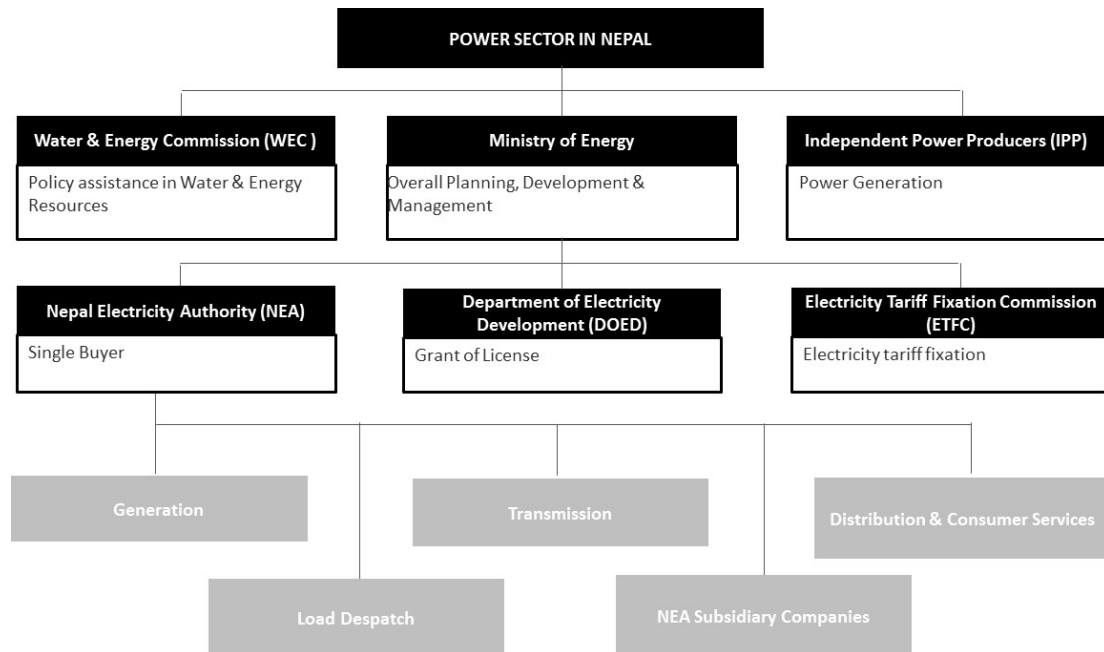 POWER SECTOR IN NEPAL
Water & Energy Commission (WEC )
Policy assistance in Water & Energy
Resources
Ministry of Energy
Overall Planning, Development &
Management
Independent Power Producers (IPP)
Power Generation
Nepal Electricity Authority (NEA)
Single Buyer
Department of Electricity
Development (DOED)
Grant of License
Electricity Tariff Fixation Commission
(ETFC)
Electricity tariff fixation
Generation
Transmission
Distribution & Consumer Services
Load Despatch
NEA Subsidiary Companies